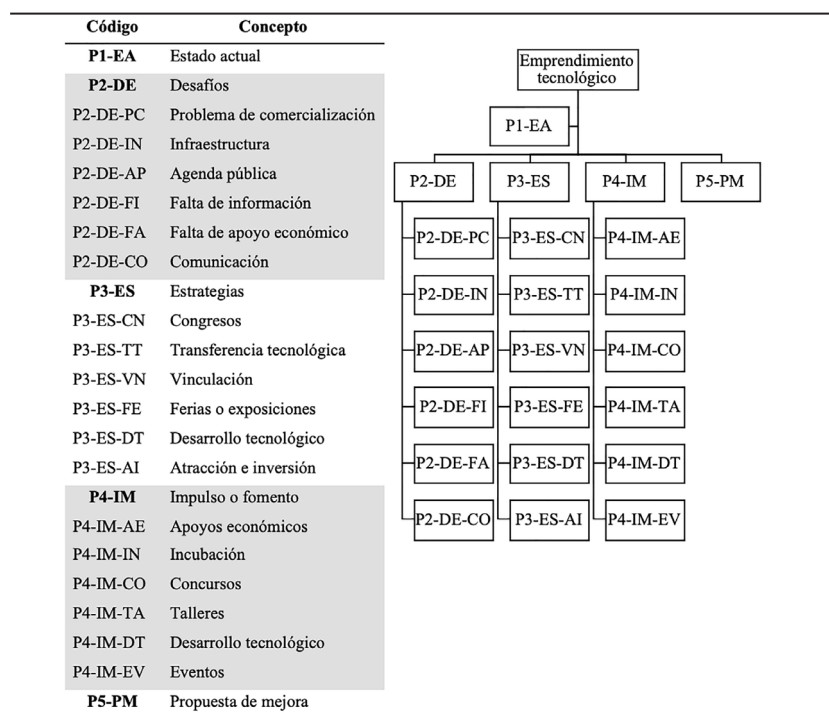 Código Concepto
P1-EA Estado actual
P2-DE Desafíos
P2-DE-PC Problema de comercialización
P2-DE-IN Infraestructura
P2-DE-AP Agenda pública
P2-DE-FI Falta de información
P2-DE-FA Falta de apoyo económico
P2-DE-CO Comunicación
P3-ES Estrategias
P3-ES-CN Congresos
P3-ES-TT Transferencia tecnológica
P3-ES-VN Vinculación
P3-ES-FE Ferias o exposiciones
P3-ES-DT Desarrollo tecnológico
P3-ES-AI Atracción e inversión
P4-IM Impulso o fomento
P4-IM-AE Apoyos económicos
P4-IM-IN Incubación
P4-IM-CO Concursos
P4-IM-TA Talleres
P4-IM-DT Desarrollo tecnológico
P4-IM-EV Eventos
P5-PM Propuesta de mejora
Emprendimiento
tecnológico
P1-EA
P2-DE P3-ES P4-IM P5-PM
P2-DE-PC P3-ES-CN P4-IM-AE
P2-DE-IN P3-ES-TT P4-IM-IN
P2-DE-AP P3-ES-VN P4-IM-CO
P2-DE-FI P3-ES-FE P4-IM-TA
P2-DE-FA P3-ES-DT P4-IM-DT
P2-DE-CO P3-ES-AI P4-IM-EV